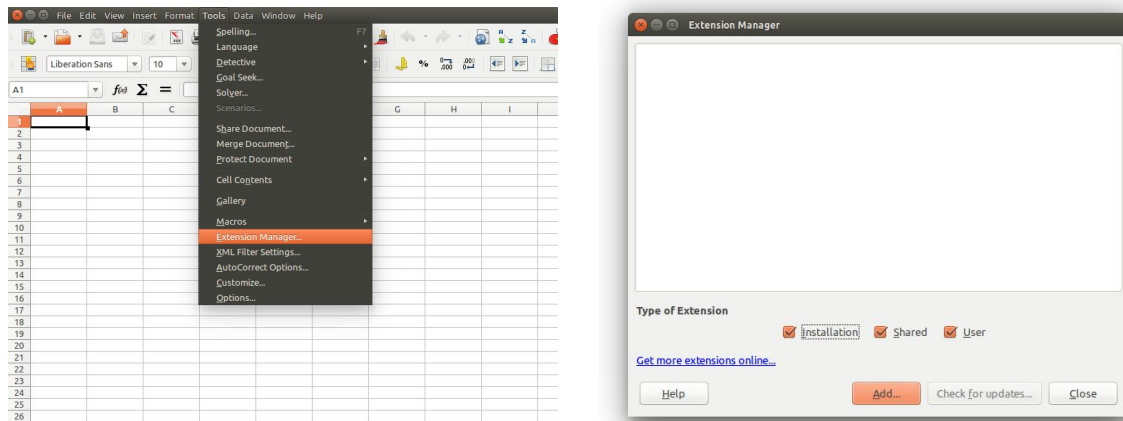 File Edit View Insert Format Tools Data Window Help
Liberation Sans 10 %
A1 f(x) Σ =
A B C G H I
1
2
3
4
5
6
7
8
9
10
11
12
13
14
15
16
17
18
19
20
21
22
23
24
25
26
Spelling... F7
Language
Detective
Goal Seek...
Solver...
Scenarios...
Share Document...
Merge Document...
Protect Document
Cell Contents
Gallery
Macros
Extension Manager...
XML Filter Settings...
AutoCorrect Options...
Customize...
Options...
Extension Manager
Type of Extension
Installation Shared User
Get more extensions online...
Help Add... Check for updates... Close